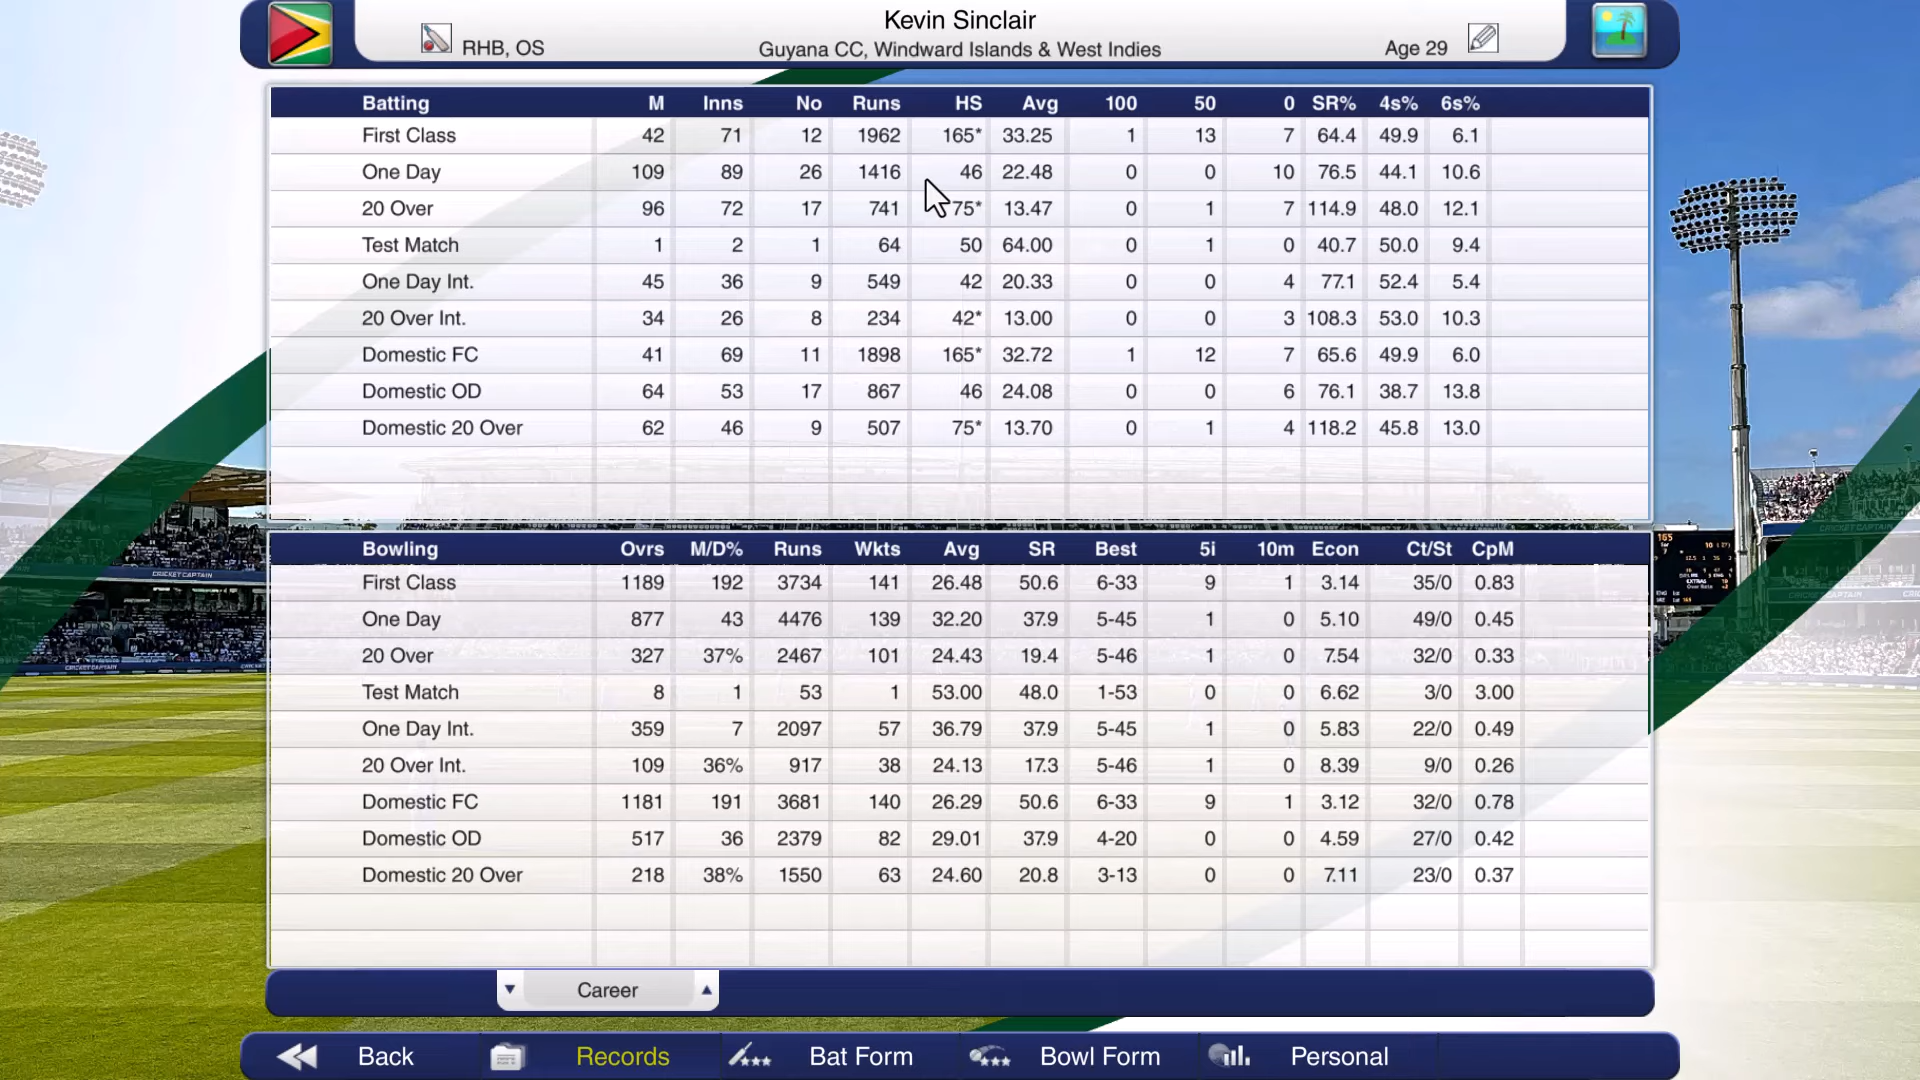 Kevin Sinclair
RHB, OS
Guyana CC, Windward Islands & West Indies
Age 29
Batting M Inns No Runs HS Avg 100 50 0 SR% 4s% 6s%
First Class 42 71 12 1962 165* 33.25 1 13 7 64.4 49.9 6.1
One Day 109 89 26 1416 46 22.48 0 0 10 76.5 44.1 10.6
20 Over 96 72 17 741 75* 13.47 0 1 7 114.9 48.0 12.1
Test Match 1 2 1 64 50 64.00 0 1 0 40.7 50.0 9.4
One Day Int. 45 36 9 549 42 20.33 0 0 4 77.1 52.4 5.4
20 Over Int. 34 26 8 234 42* 13.00 0 0 3 108.3 53.0 10.3
Domestic FC 41 69 11 1898 165* 32.72 1 12 7 65.6 49.9 6.0
Domestic OD 64 53 17 867 46 24.08 0 0 6 76.1 38.7 13.8
Domestic 20 Over 62 46 9 507 75* 13.70 0 1 4 118.2 45.8 13.0
Bowling Ovrs M/D% Runs Wkts Avg SR Best 5i 10m Econ Ct/St CpM
First Class 1189 192 3734 141 26.48 50.6 6-33 9 1 3.14 35/0 0.83
One Day 877 43 4476 139 32.20 37.9 5-45 1 0 5.10 49/0 0.45
20 Over 327 37% 2467 101 24.43 19.4 5-46 1 0 7.54 32/0 0.33
Test Match 8 1 53 1 53.00 48.0 1-53 0 0 6.62 3/0 3.00
One Day Int. 359 7 2097 57 36.79 37.9 5-45 1 0 5.83 22/0 0.49
20 Over Int. 109 36% 917 38 24.13 17.3 5-46 1 0 8.39 9/0 0.26
Domestic FC 1181 191 3681 140 26.29 50.6 6-33 9 1 3.12 32/0 0.78
Domestic OD 517 36 2379 82 29.01 37.9 4-20 0 0 4.59 27/0 0.42
Domestic 20 Over 218 38% 1550 63 24.60 20.8 3-13 0 0 7.11 23/0 0.37
CRICKET CAPTAIN
CRICKET CAPTAIN
165
EXTRAS
Career
Back Records Bat Form Bowl Form Personal